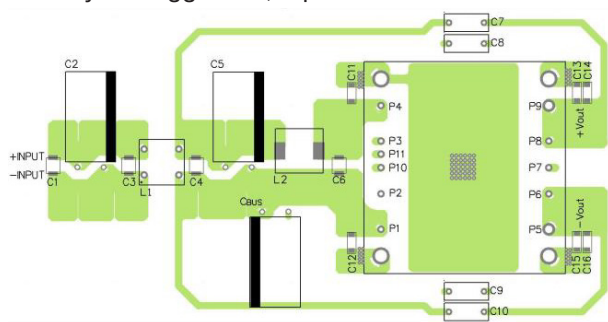 C7
C8
C2
C5
C11
C13
C14
P4
P9
+Vout
P3
P8
P11
+INPUT
P10
P7
-INPUT
C1
C3
L1
C4
L2
C6
P2
P6
Caus
-Vout
P1
P5
C12
C15
C16
C9
C10